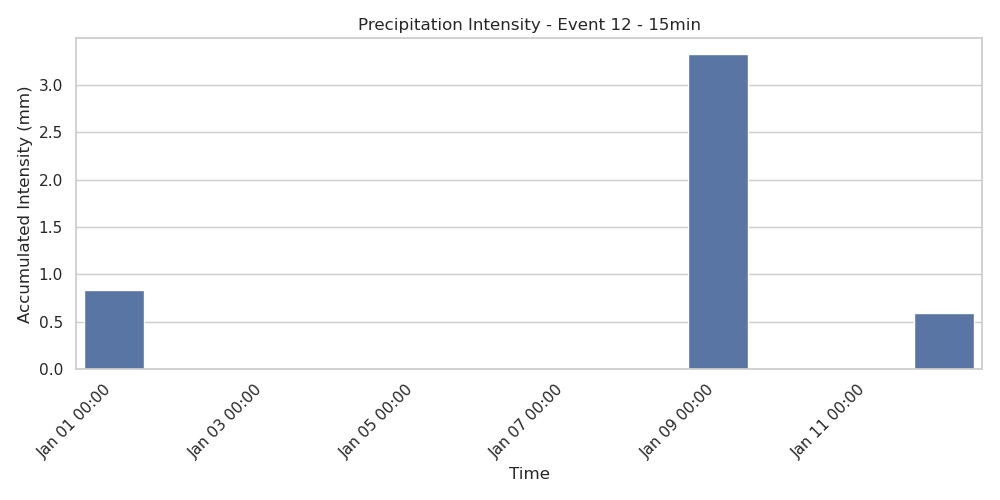 Precipitation Intensity - Event 12 - 15min
Accumulated Intensity (mm)
3.0
2.5
2.0
1.5
1.0
0.5
0.0
Jan 01 00:00
Jan 03 00:00
Jan 05 00:00
Jan 07 00:00
Jan 09 00:00
Jan 11 00:00
Time